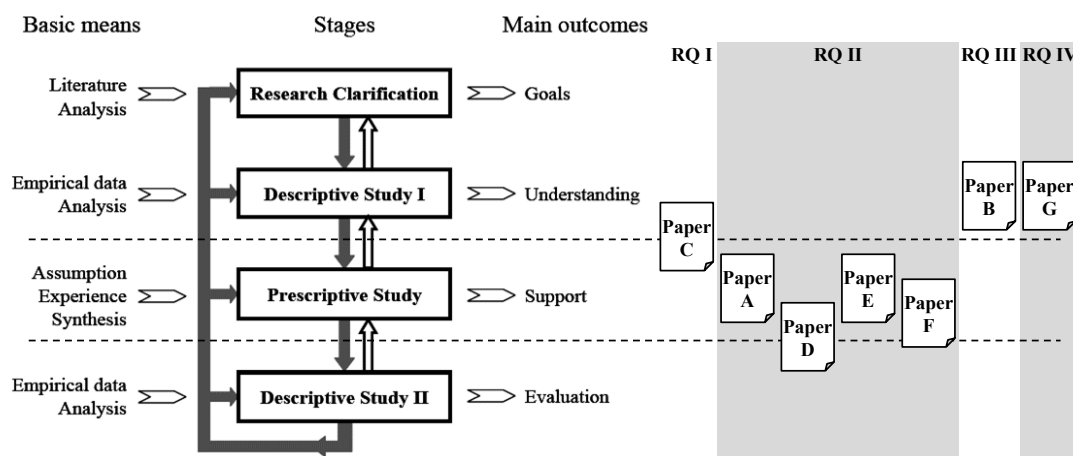 Basic means
Stages
Main outcomes
RQ I
RQ II
RQ III
RQ IV
Literature
Analysis
Research Clarification
Goals
Empirical data
Analysis
Descriptive Study I
Understanding
Paper
B
Paper
G
Paper
C
Assumption
Experience
Synthesis
Prescriptive Study
Support
Paper
A
Paper
D
Paper
E
Paper
F
Empirical data
Analysis
Descriptive Study II
Evaluation